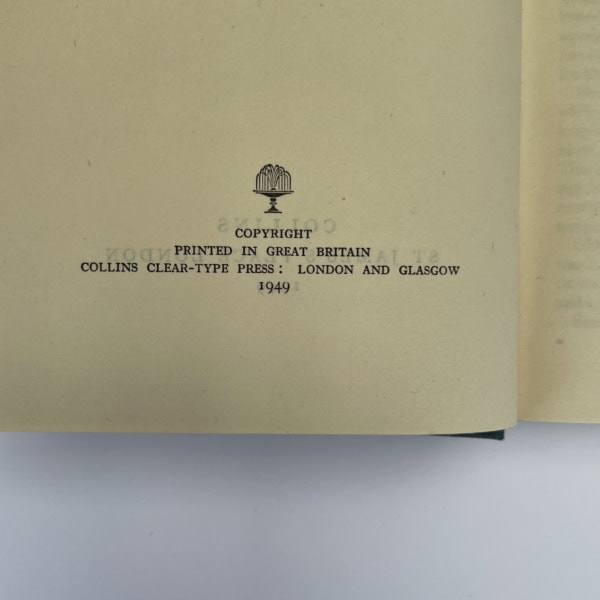 COPYRIGHT
PRINTED IN GREAT BRITAIN
COLLINS CLEAR-TYPE PRESS: LONDON AND GLASGOW
1949